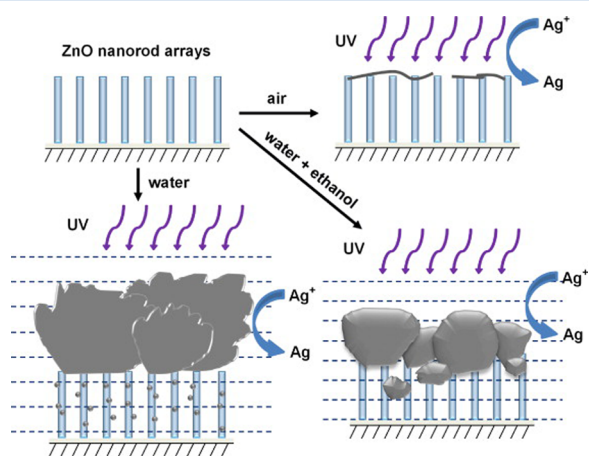 ZnO nanorod arrays
UV
Ag⁺
Ag
air
water + ethanol
water
UV
Ag⁺
Ag
UV
Ag⁺
Ag